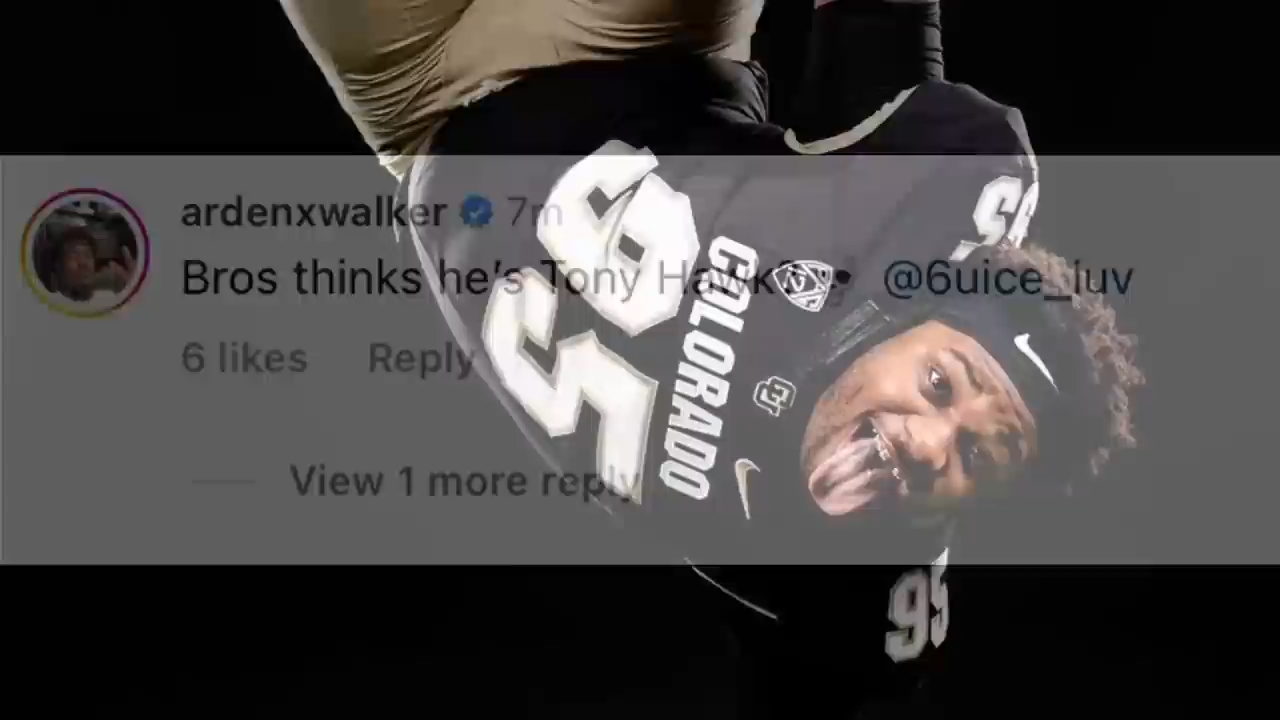 ardenxwalker 7m
Bros thinks he's Tony Hawk @6uice_luv
6 likes Reply
View 1 more reply
95
COLORADO
95
CU
95